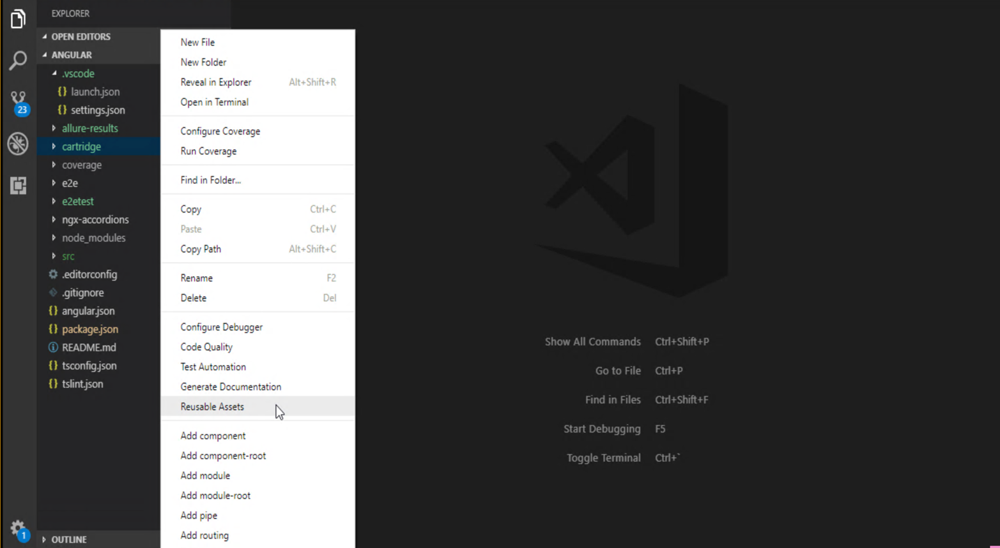 EXPLORER
OPEN EDITORS
ANGULAR
.vscode
{} launch.json
{} settings.json
allure-results
cartridge
coverage
e2e
e2etest
ngx-accordions
node_modules
src
.editorconfig
.gitignore
{} angular.json
{} package.json
README.md
{} tsconfig.json
{} tslint.json
OUTLINE
23
1
New File
New Folder
Reveal in Explorer Alt+Shift+R
Open in Terminal
Configure Coverage
Run Coverage
Find in Folder...
Copy Ctrl+C
Paste Ctrl+V
Copy Path Alt+Shift+C
Rename F2
Delete Del
Configure Debugger
Code Quality
Test Automation
Generate Documentation
Reusable Assets
Add component
Add component-root
Add module
Add module-root
Add pipe
Add routing
Show All Commands Ctrl+Shift+P
Go to File Ctrl+P
Find in Files Ctrl+Shift+F
Start Debugging F5
Toggle Terminal Ctrl+`